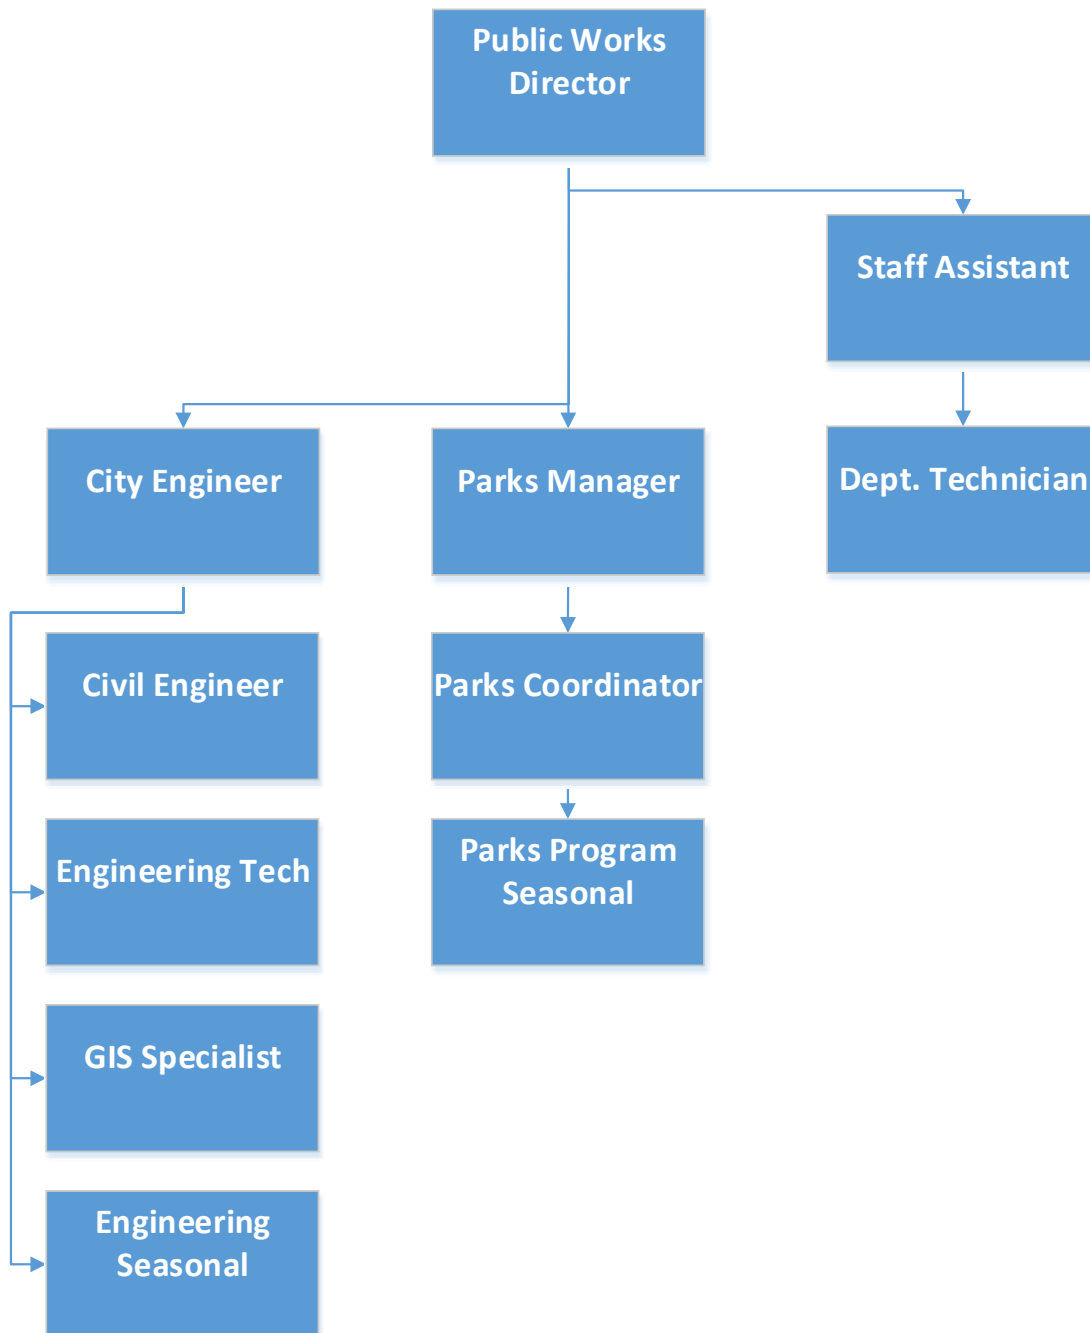 Public Works
Director
Staff Assistant
City Engineer
Parks Manager
Dept. Technician
Civil Engineer
Parks Coordinator
Engineering Tech
Parks Program
Seasonal
GIS Specialist
Engineering
Seasonal